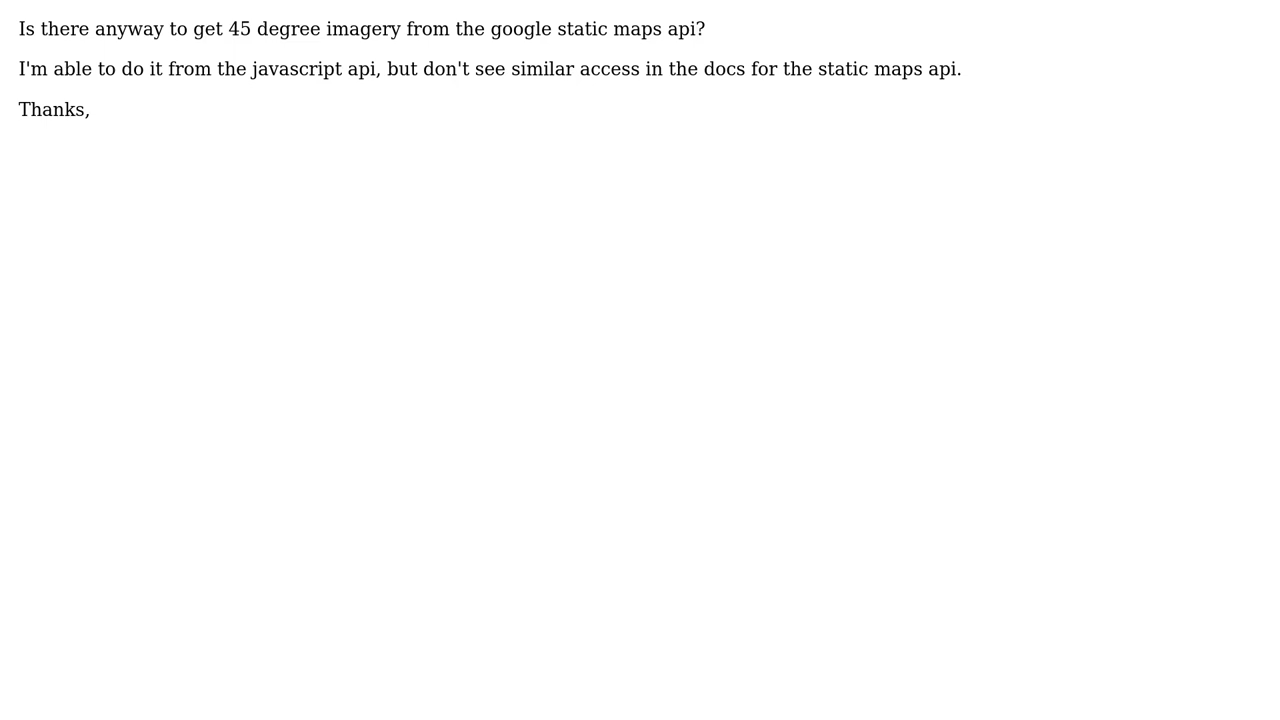 Is there anyway to get 45 degree imagery from the google static maps api?
I'm able to do it from the javascript api, but don't see similar access in the docs for the static maps api.
Thanks,